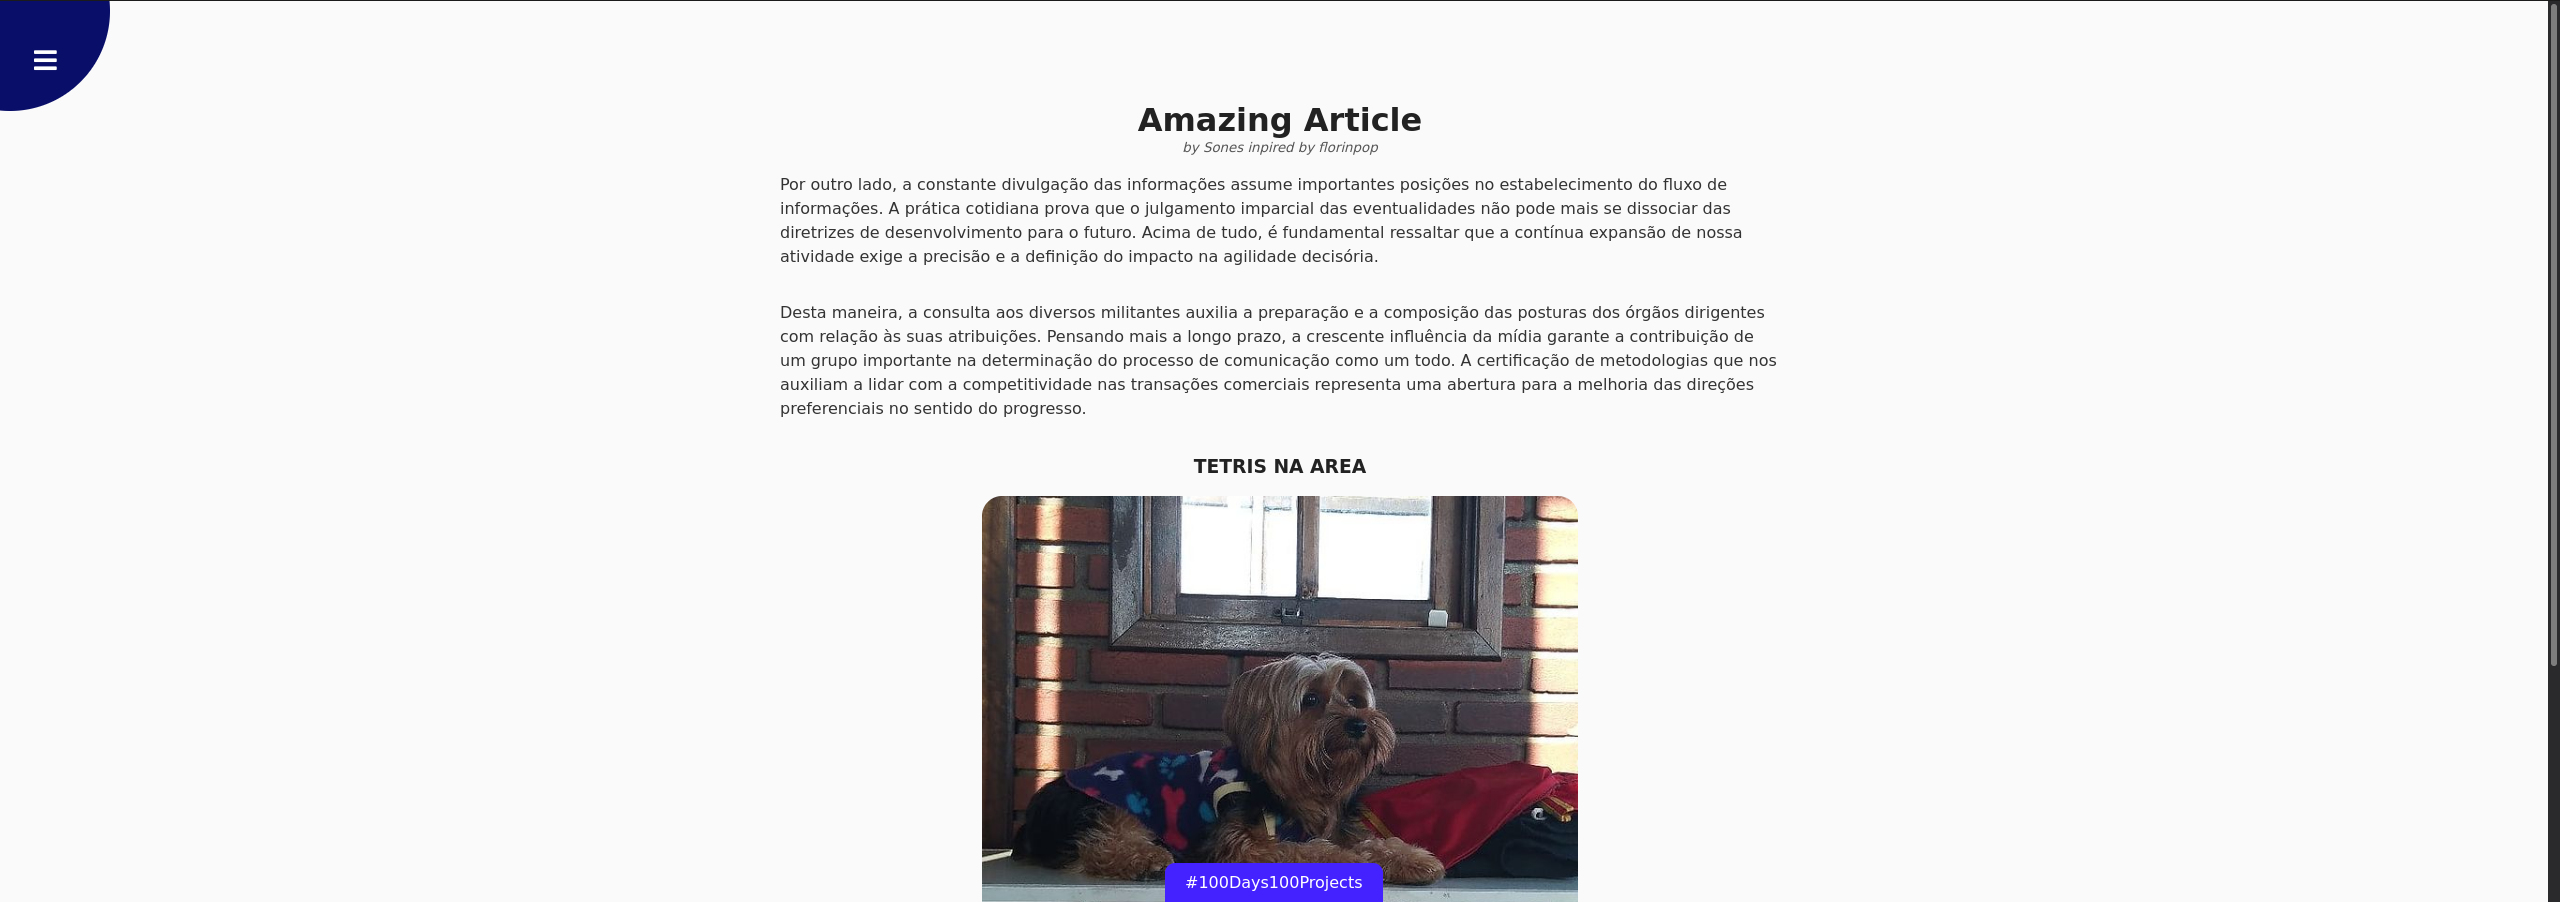 Amazing Article
by Sones inpired by florinpop
Por outro lado, a constante divulgação das informações assume importantes posições no estabelecimento do fluxo de
informações. A prática cotidiana prova que o julgamento imparcial das eventualidades não pode mais se dissociar das
diretrizes de desenvolvimento para o futuro. Acima de tudo, é fundamental ressaltar que a contínua expansão de nossa
atividade exige a precisão e a definição do impacto na agilidade decisória.
Desta maneira, a consulta aos diversos militantes auxilia a preparação e a composição das posturas dos órgãos dirigentes
com relação às suas atribuições. Pensando mais a longo prazo, a crescente influência da mídia garante a contribuição de
um grupo importante na determinação do processo de comunicação como um todo. A certificação de metodologias que nos
auxiliam a lidar com a competitividade nas transações comerciais representa uma abertura para a melhoria das direções
preferenciais no sentido do progresso.
TETRIS NA AREA
#100Days100Projects